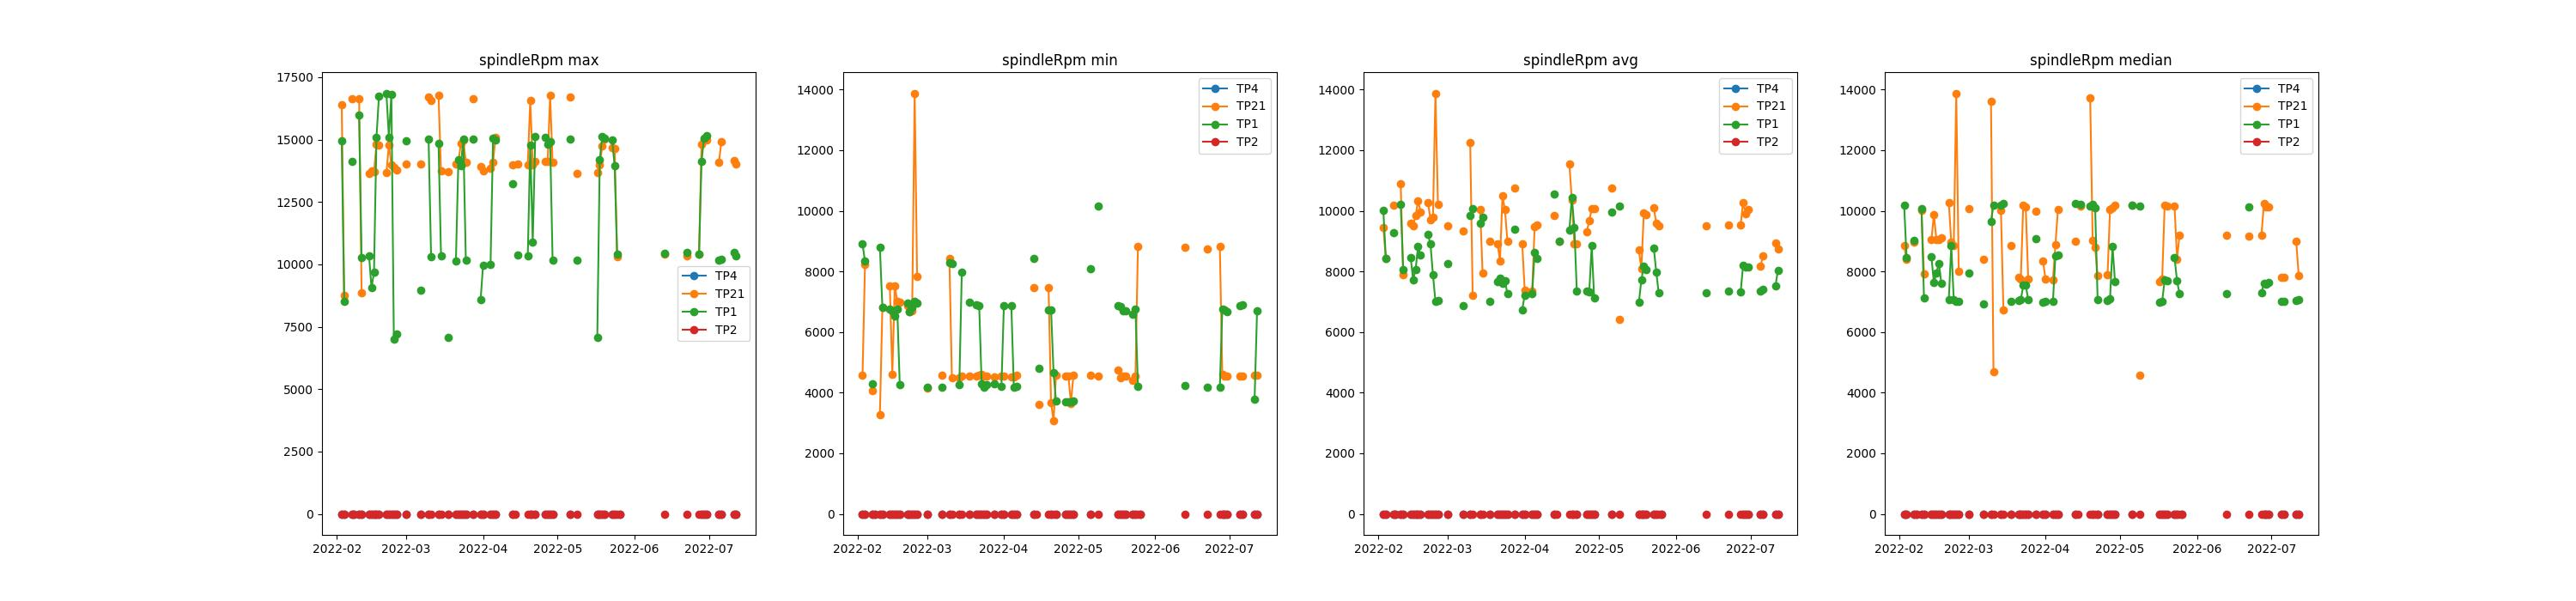 spindleRpm max
17500
15000
12500
10000
7500
5000
2500
0
2022-02 2022-03 2022-04 2022-05 2022-06 2022-07
TP4
TP21
TP1
TP2
spindleRpm min
14000
12000
10000
8000
6000
4000
2000
0
2022-02 2022-03 2022-04 2022-05 2022-06 2022-07
TP4
TP21
TP1
TP2
spindleRpm avg
14000
12000
10000
8000
6000
4000
2000
0
2022-02 2022-03 2022-04 2022-05 2022-06 2022-07
TP4
TP21
TP1
TP2
spindleRpm median
14000
12000
10000
8000
6000
4000
2000
0
2022-02 2022-03 2022-04 2022-05 2022-06 2022-07
TP4
TP21
TP1
TP2